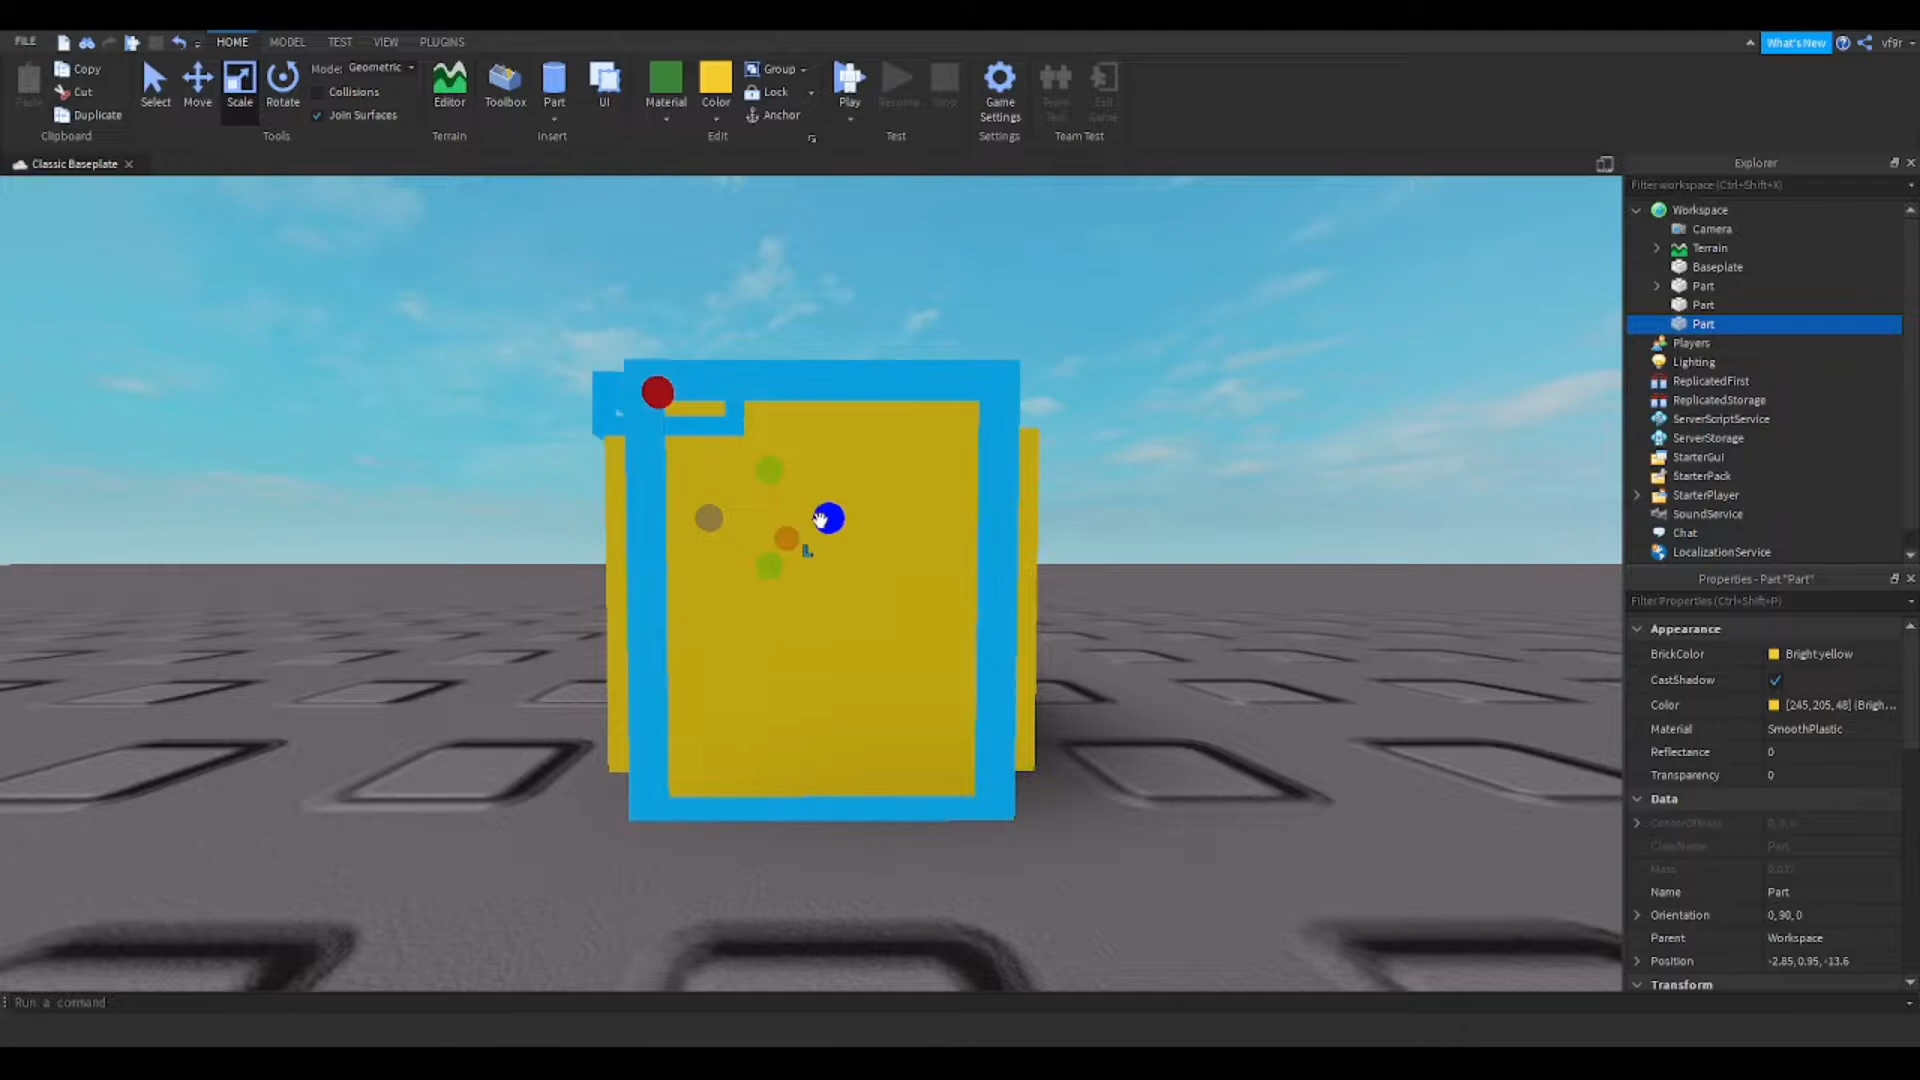 FILE HOME MODEL TEST VIEW PLUGINS What's New vf9r
Copy Cut Duplicate Clipboard
Select Move Scale Rotate Mode: Geometric Collisions Join Surfaces Tools
Editor Terrain
Toolbox Part UI Insert
Material Color Group Lock Anchor Edit
Play Resume Stop Test
Game Settings Settings
Team Test Exit Game Team Test
Classic Baseplate
Explorer
Filter workspace (Ctrl+Shift+X)
Workspace
Camera
Terrain
Baseplate
Part
Part
Part
Players
Lighting
ReplicatedFirst
ReplicatedStorage
ServerScriptService
ServerStorage
StarterGui
StarterPack
StarterPlayer
SoundService
Chat
LocalizationService
L
Properties - Part "Part"
Filter Properties (Ctrl+Shift+P)
Appearance
BrickColor Bright yellow
CastShadow
Color [245, 205, 48] (Brigh...
Material SmoothPlastic
Reflectance 0
Transparency 0
Data
CenterOfMass 0, 0, 0
ClassName Part
Mass
Name Part
Orientation 0, 90, 0
Parent Workspace
Position -2.85, 0.95, -13.6
Transform
Run a command